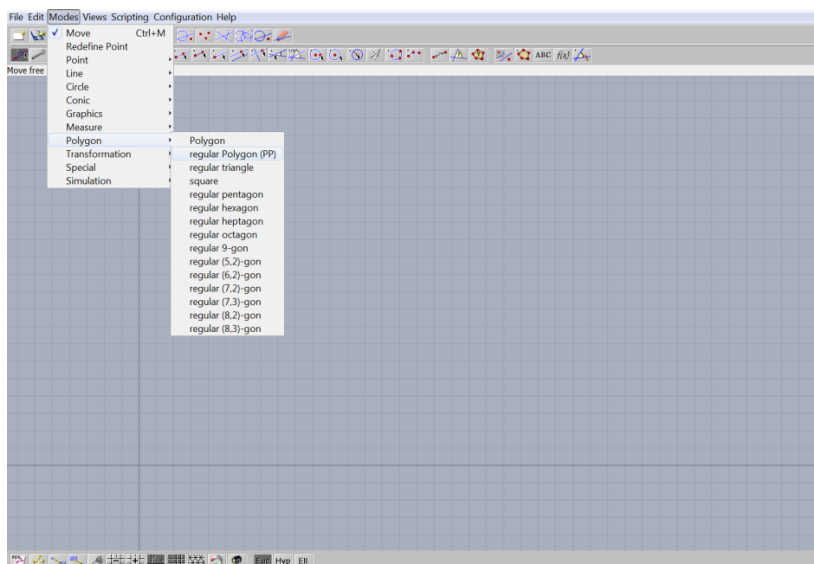 File Edit Modes Views Scripting Configuration Help
✓ Move Ctrl+M
Redefine Point
Point
Line
Circle
Conic
Graphics
Measure
Polygon
Transformation
Special
Simulation
Polygon
regular Polygon (PP)
regular triangle
square
regular pentagon
regular hexagon
regular heptagon
regular octagon
regular 9-gon
regular (5,2)-gon
regular (6,2)-gon
regular (7,2)-gon
regular (7,3)-gon
regular (8,2)-gon
regular (8,3)-gon
ABC f(x)
Move free
Euc Hyp Ell